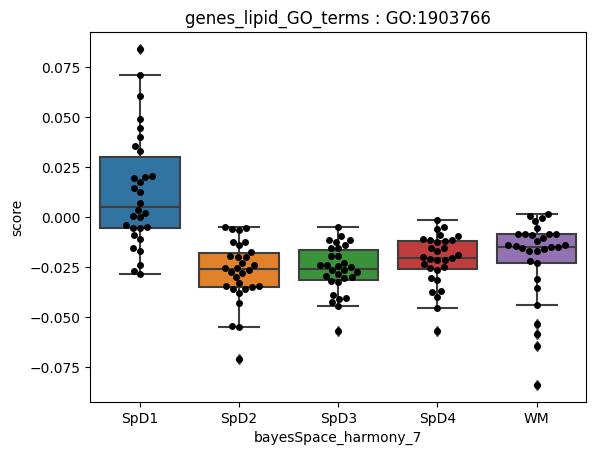 genes_lipid_GO_terms : GO:1903766
score
0.075
0.050
0.025
0.000
−0.025
−0.050
−0.075
SpD1 SpD2 SpD3 SpD4 WM
bayesSpace_harmony_7